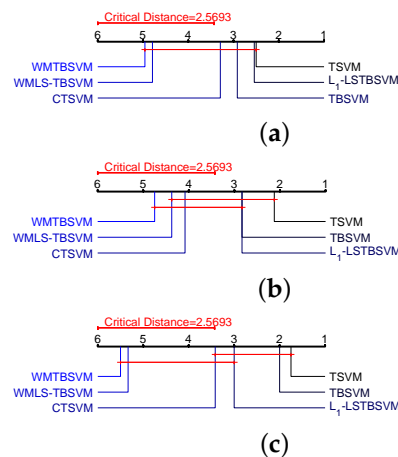 Critical Distance=2.5693
6 5 4 3 2 1
WMTBSVM TSVM
WMLS-TBSVM L₁-LSTBSVM
CTSVM TBSVM
(a)
Critical Distance=2.5693
6 5 4 3 2 1
WMTBSVM TSVM
WMLS-TBSVM TBSVM
CTSVM L₁-LSTBSVM
(b)
Critical Distance=2.5693
6 5 4 3 2 1
WMTBSVM TSVM
WMLS-TBSVM TBSVM
CTSVM L₁-LSTBSVM
(c)